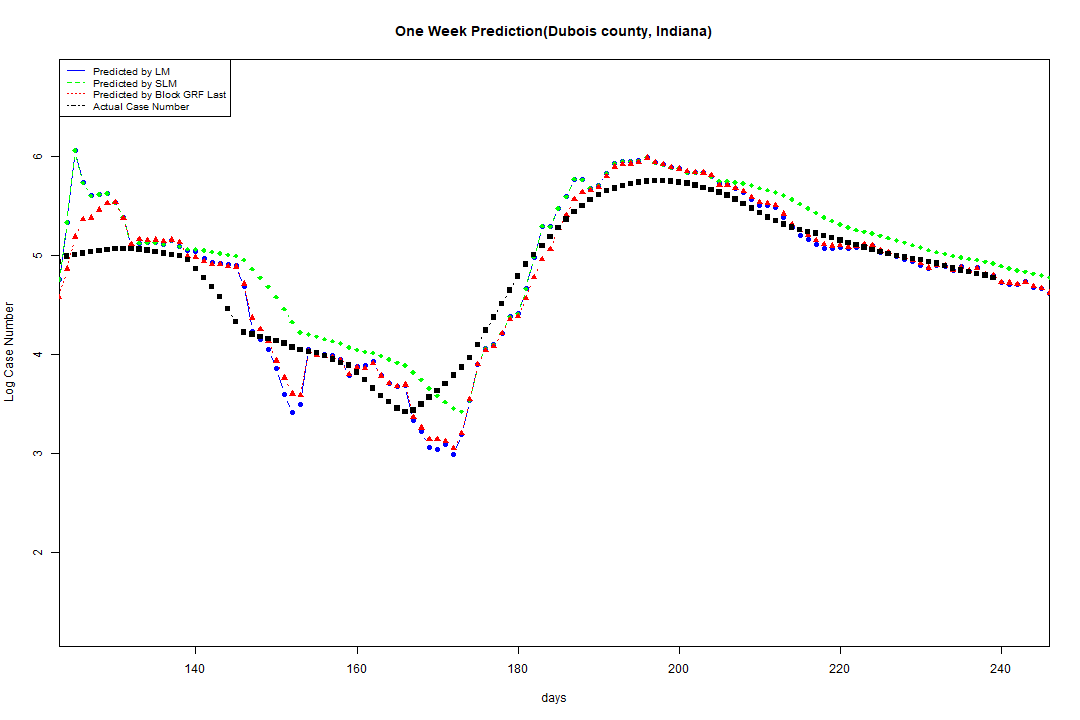 One Week Prediction(Dubois county, Indiana)
Predicted by LM
Predicted by SLM
Predicted by Block GRF Last
Actual Case Number
Log Case Number
6
5
4
3
2
140 160 180 200 220 240
days